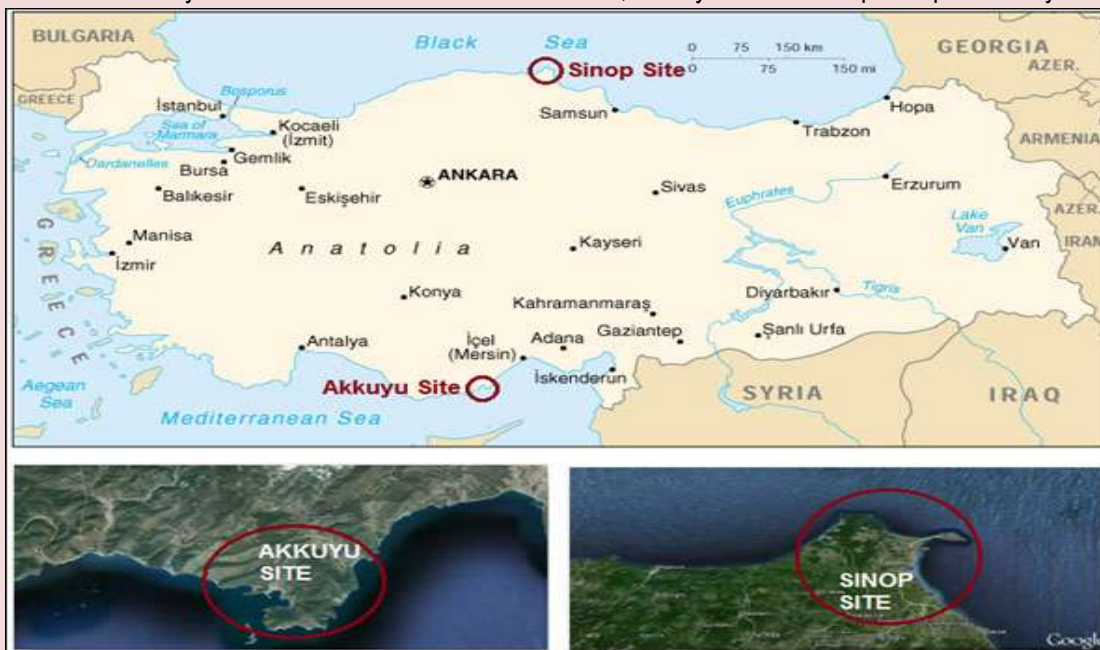 BULGARIA
Black Sea
0 75 150 km
0 75 150 mi
GEORGIA
AZER.
Sinop Site
GREECE
Bosporus
İstanbul
Sea of
Marmara
Kocaeli
(İzmit)
Samsun
Hopa
Trabzon
ARMENIA
Dardanelles
Gemlik
Bursa
Balıkesir
Eskişehir
ANKARA
Sivas
Euphrates
Erzurum
AZER.
Lake
Van
Van
IRAN
GREECE
Manisa
İzmir
Anatolia
Kayseri
Konya
Kahramanmaraş
Diyarbakır
Tigris
Antalya
İçel
(Mersin)
Adana
Gaziantep
Şanlı Urfa
Akkuyu Site
İskenderun
Aegean
Sea
Mediterranean Sea
SYRIA
IRAQ
AKKUYU
SITE
SINOP
SITE
Google